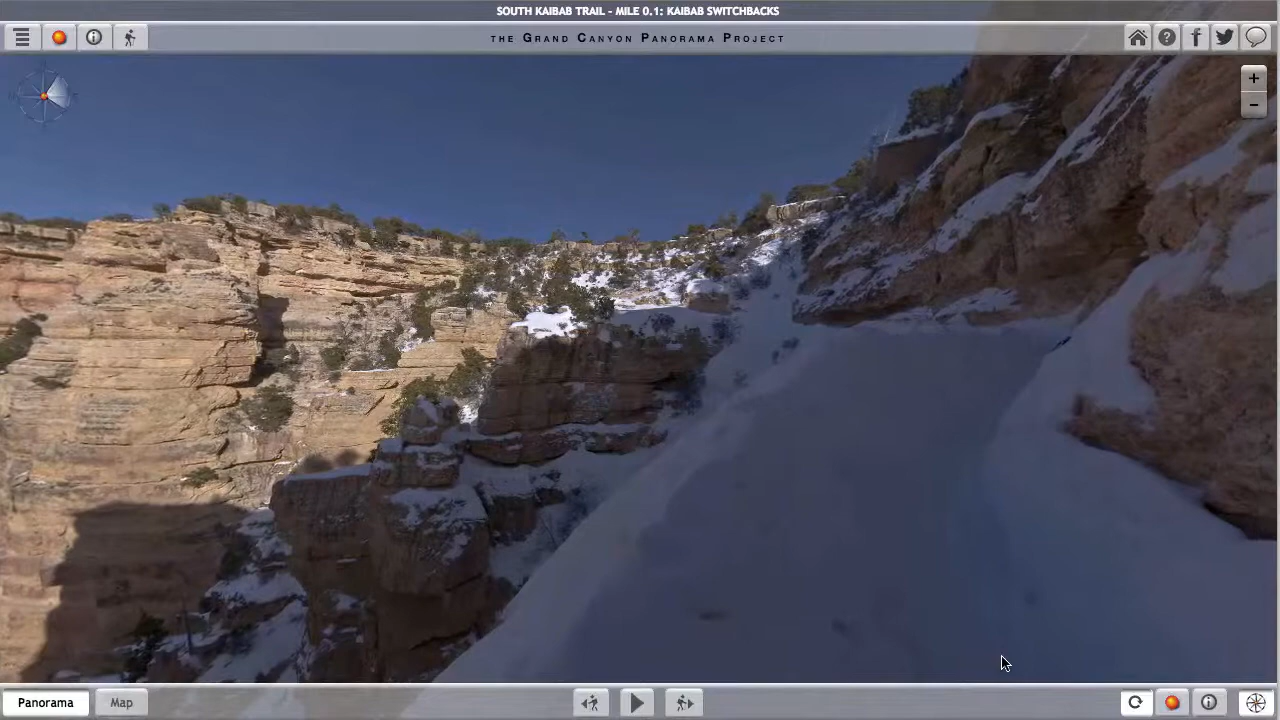 SOUTH KAIBAB TRAIL - MILE 0.1: KAIBAB SWITCHBACKS
THE GRAND CANYON PANORAMA PROJECT
Panorama
Map